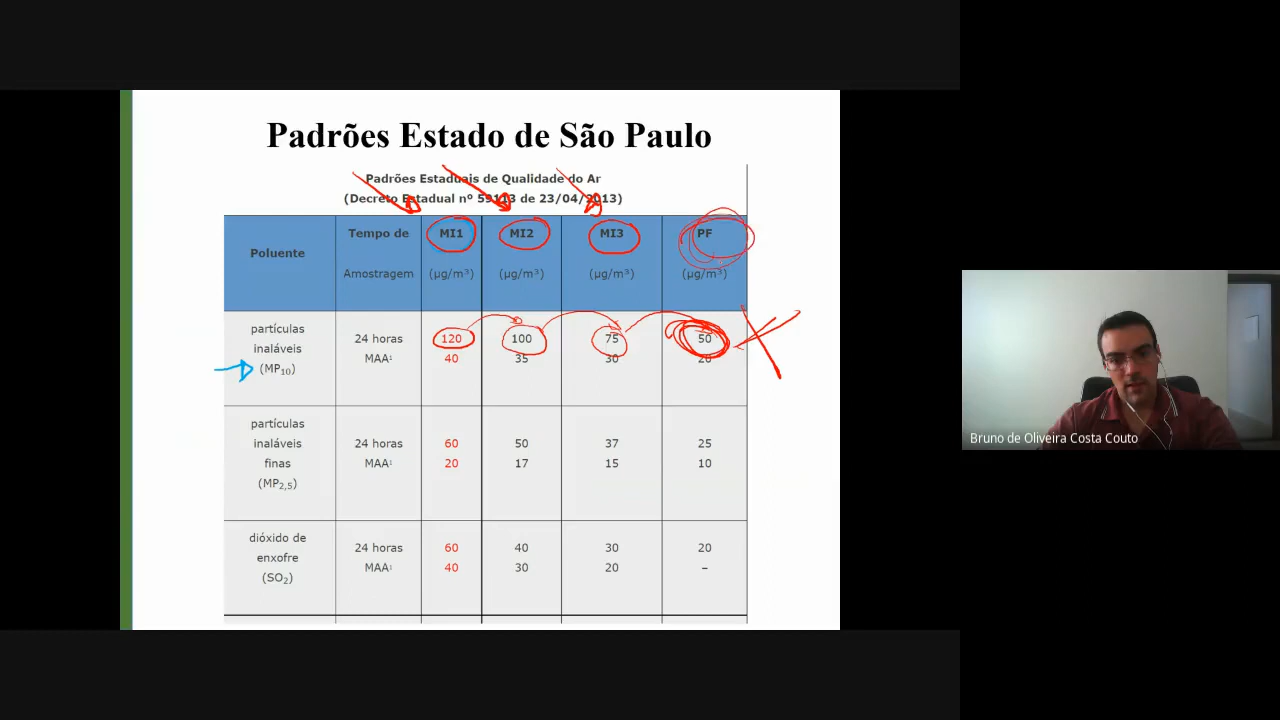 Padrões Estado de São Paulo
Padrões Estaduais de Qualidade do Ar
(Decreto Estadual nº 59113 de 23/04/2013)
Poluente
Tempo de
Amostragem
MI1
(µg/m³)
MI2
(µg/m³)
MI3
(µg/m³)
PF
(µg/m³)
partículas
inaláveis
(MP10)
24 horas
MAA¹
120
40
100
35
75
30
50
20
partículas
inaláveis
finas
(MP2,5)
24 horas
MAA¹
60
20
50
17
37
15
25
10
dióxido de
enxofre
(SO2)
24 horas
MAA¹
60
40
40
30
30
20
20
–
Bruno de Oliveira Costa Couto